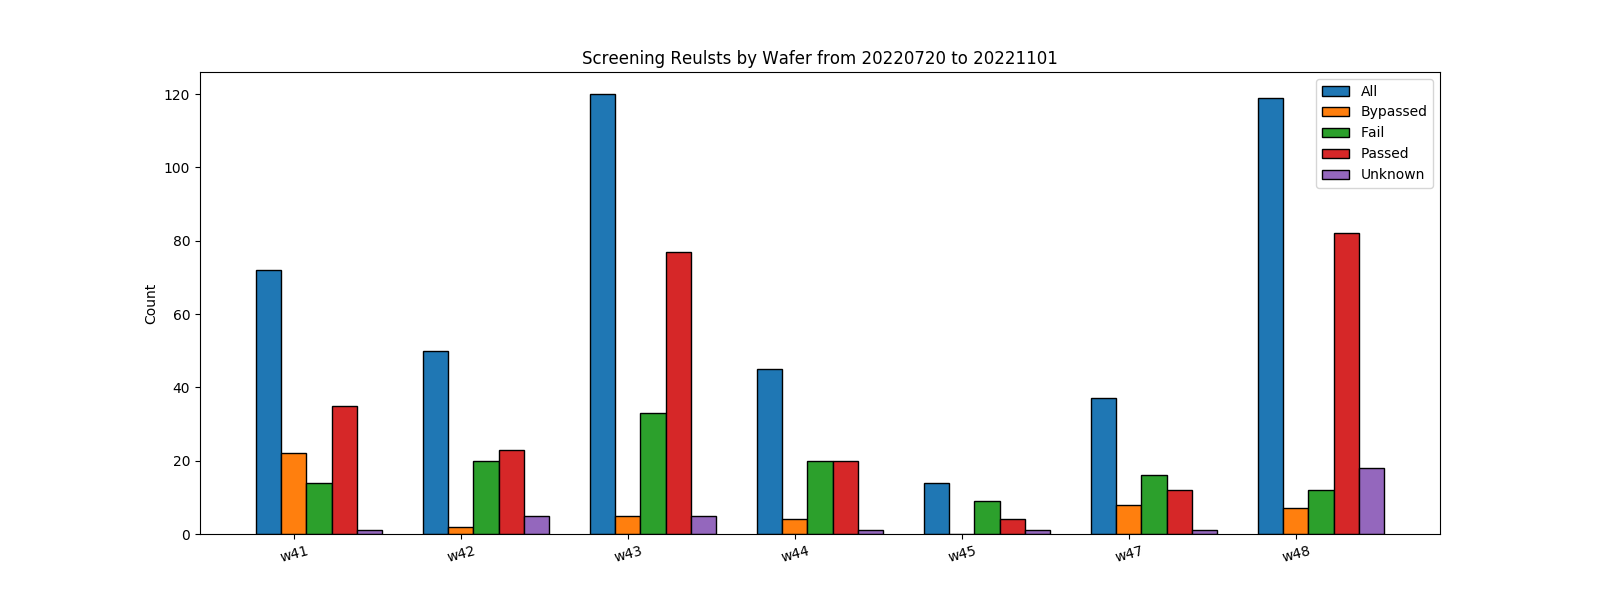 Screening Reulsts by Wafer from 20220720 to 20221101
All
Bypassed
Fail
Passed
Unknown
Count
120
100
80
60
40
20
0
w41
w42
w43
w44
w45
w47
w48